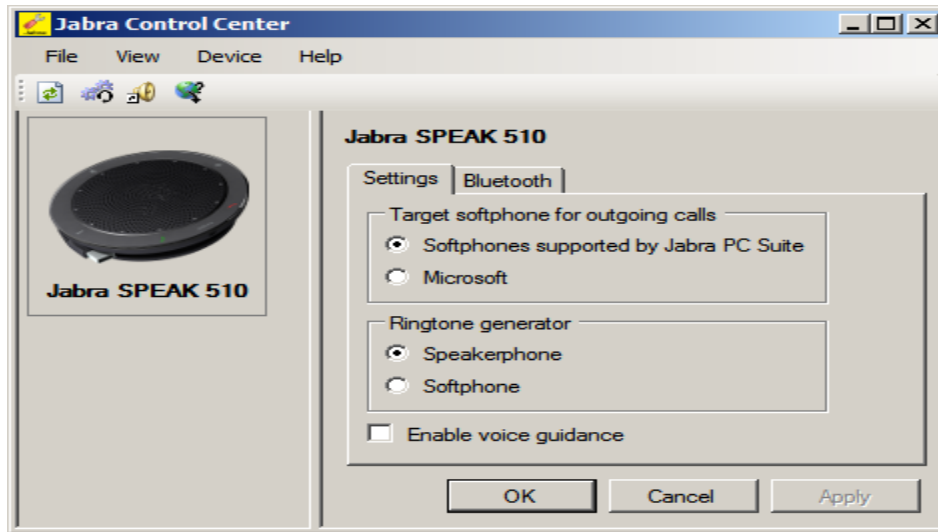 Jabra Control Center
File View Device Help
Jabra SPEAK 510
Jabra SPEAK 510
Settings Bluetooth
Target softphone for outgoing calls
Softphones supported by Jabra PC Suite
Microsoft
Ringtone generator
Speakerphone
Softphone
Enable voice guidance
OK Cancel Apply